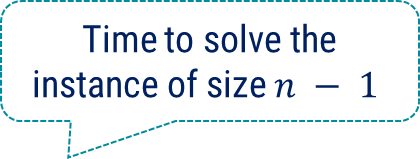 Time to solve the
instance of size n − 1